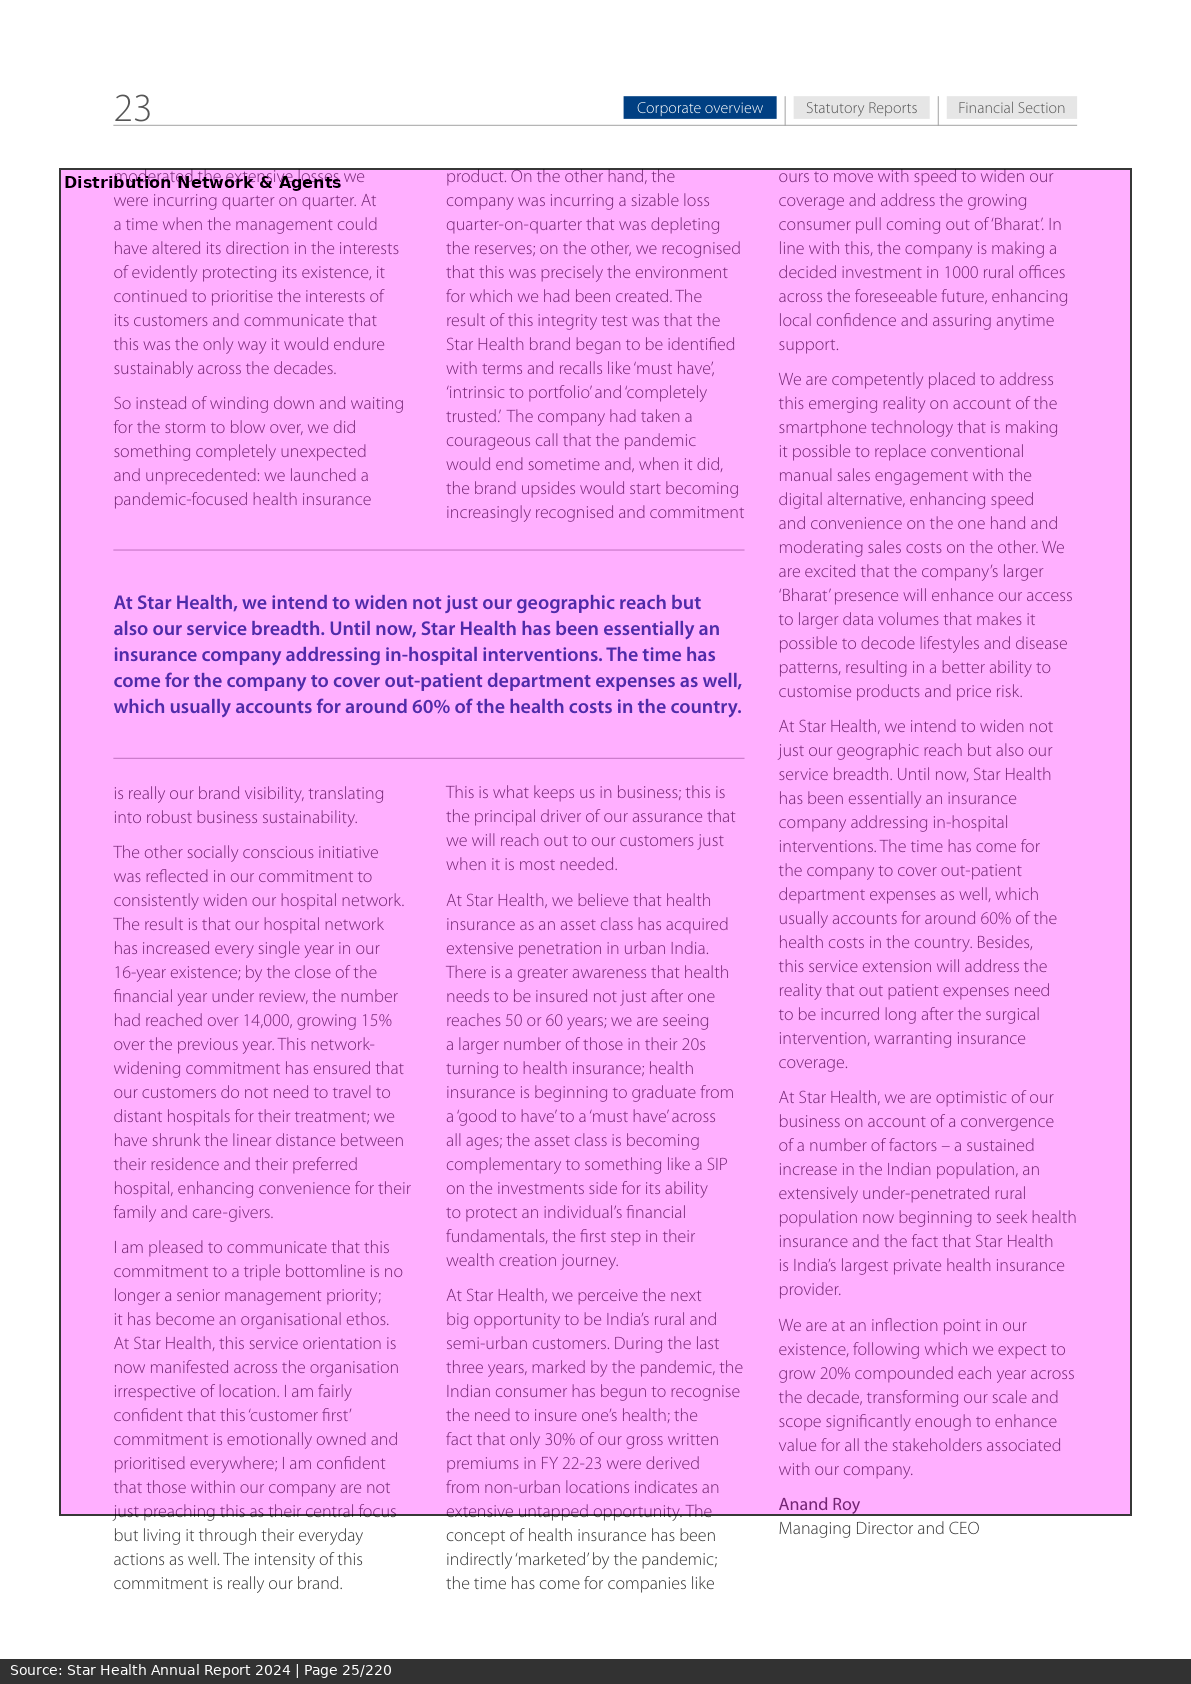 23
Corporate overview
Statutory Reports
Financial Section
Distribution Network & Agents
moderated the extensive losses we
were incurring quarter on quarter. At
a time when the management could
have altered its direction in the interests
of evidently protecting its existence, it
continued to prioritise the interests of
its customers and communicate that
this was the only way it would endure
sustainably across the decades.
So instead of winding down and waiting
for the storm to blow over, we did
something completely unexpected
and unprecedented: we launched a
pandemic-focused health insurance
product. On the other hand, the
company was incurring a sizable loss
quarter-on-quarter that was depleting
the reserves; on the other, we recognised
that this was precisely the environment
for which we had been created. The
result of this integrity test was that the
Star Health brand began to be identified
with terms and recalls like 'must have',
'intrinsic to portfolio' and 'completely
trusted.' The company had taken a
courageous call that the pandemic
would end sometime and, when it did,
the brand upsides would start becoming
increasingly recognised and commitment
At Star Health, we intend to widen not just our geographic reach but
also our service breadth. Until now, Star Health has been essentially an
insurance company addressing in-hospital interventions. The time has
come for the company to cover out-patient department expenses as well,
which usually accounts for around 60% of the health costs in the country.
is really our brand visibility, translating
into robust business sustainability.
The other socially conscious initiative
was reflected in our commitment to
consistently widen our hospital network.
The result is that our hospital network
has increased every single year in our
16-year existence; by the close of the
financial year under review, the number
had reached over 14,000, growing 15%
over the previous year. This network-
widening commitment has ensured that
our customers do not need to travel to
distant hospitals for their treatment; we
have shrunk the linear distance between
their residence and their preferred
hospital, enhancing convenience for their
family and care-givers.
I am pleased to communicate that this
commitment to a triple bottomline is no
longer a senior management priority;
it has become an organisational ethos.
At Star Health, this service orientation is
now manifested across the organisation
irrespective of location. I am fairly
confident that this 'customer first'
commitment is emotionally owned and
prioritised everywhere; I am confident
that those within our company are not
just preaching this as their central focus
but living it through their everyday
actions as well. The intensity of this
commitment is really our brand.
This is what keeps us in business; this is
the principal driver of our assurance that
we will reach out to our customers just
when it is most needed.
At Star Health, we believe that health
insurance as an asset class has acquired
extensive penetration in urban India.
There is a greater awareness that health
needs to be insured not just after one
reaches 50 or 60 years; we are seeing
a larger number of those in their 20s
turning to health insurance; health
insurance is beginning to graduate from
a 'good to have' to a 'must have' across
all ages; the asset class is becoming
complementary to something like a SIP
on the investments side for its ability
to protect an individual's financial
fundamentals, the first step in their
wealth creation journey.
At Star Health, we perceive the next
big opportunity to be India's rural and
semi-urban customers. During the last
three years, marked by the pandemic, the
Indian consumer has begun to recognise
the need to insure one's health; the
fact that only 30% of our gross written
premiums in FY 22-23 were derived
from non-urban locations indicates an
extensive untapped opportunity. The
concept of health insurance has been
indirectly 'marketed' by the pandemic;
the time has come for companies like
ours to move with speed to widen our
coverage and address the growing
consumer pull coming out of 'Bharat'. In
line with this, the company is making a
decided investment in 1000 rural offices
across the foreseeable future, enhancing
local confidence and assuring anytime
support.
We are competently placed to address
this emerging reality on account of the
smartphone technology that is making
it possible to replace conventional
manual sales engagement with the
digital alternative, enhancing speed
and convenience on the one hand and
moderating sales costs on the other. We
are excited that the company's larger
'Bharat' presence will enhance our access
to larger data volumes that makes it
possible to decode lifestyles and disease
patterns, resulting in a better ability to
customise products and price risk.
At Star Health, we intend to widen not
just our geographic reach but also our
service breadth. Until now, Star Health
has been essentially an insurance
company addressing in-hospital
interventions. The time has come for
the company to cover out-patient
department expenses as well, which
usually accounts for around 60% of the
health costs in the country. Besides,
this service extension will address the
reality that out patient expenses need
to be incurred long after the surgical
intervention, warranting insurance
coverage.
At Star Health, we are optimistic of our
business on account of a convergence
of a number of factors – a sustained
increase in the Indian population, an
extensively under-penetrated rural
population now beginning to seek health
insurance and the fact that Star Health
is India's largest private health insurance
provider.
We are at an inflection point in our
existence, following which we expect to
grow 20% compounded each year across
the decade, transforming our scale and
scope significantly enough to enhance
value for all the stakeholders associated
with our company.
Anand Roy
Managing Director and CEO
Source: Star Health Annual Report 2024 | Page 25/220